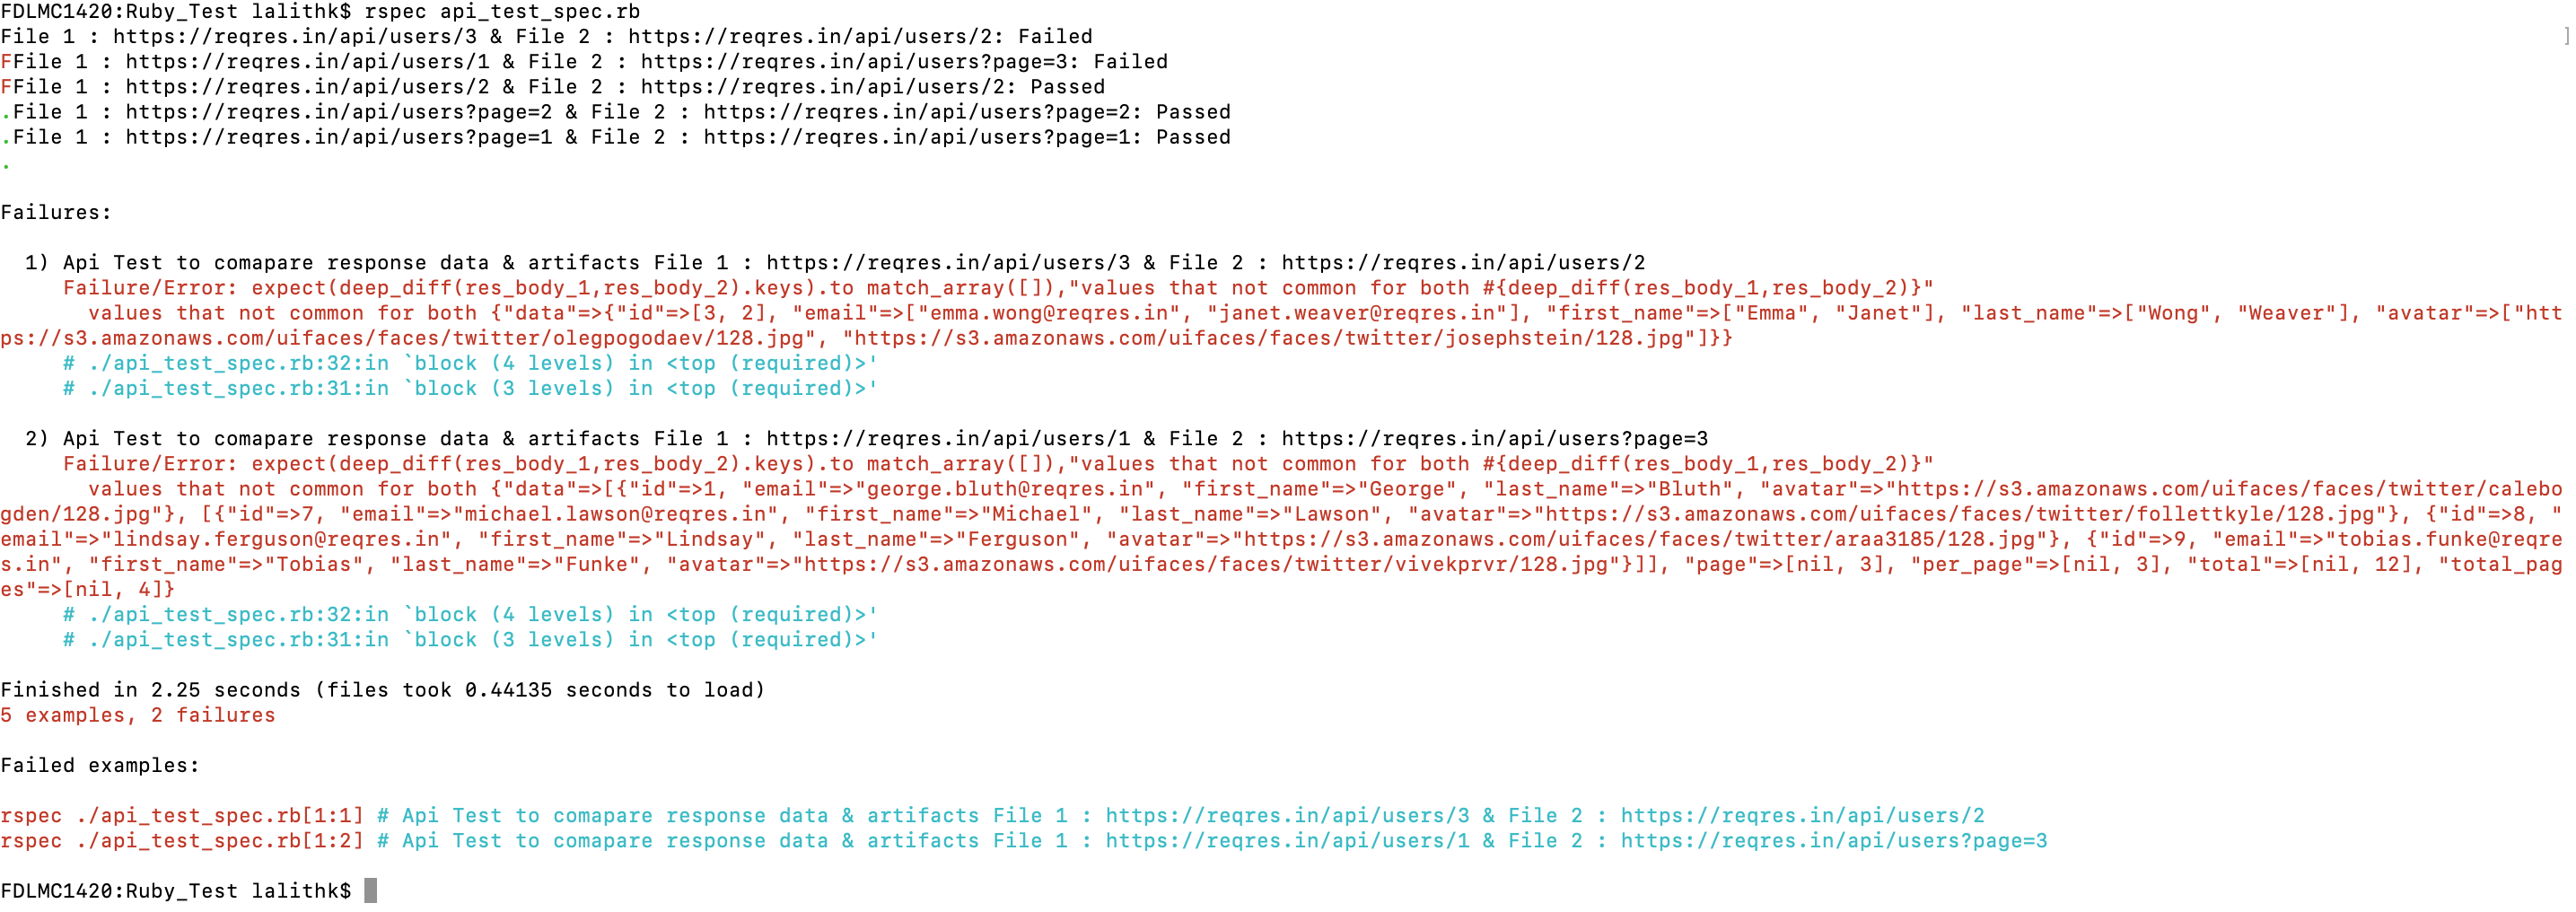 FDLMC1420:Ruby_Test lalithk$ rspec api_test_spec.rb
File 1 : https://reqres.in/api/users/3 & File 2 : https://reqres.in/api/users/2: Failed ]
FFile 1 : https://reqres.in/api/users/1 & File 2 : https://reqres.in/api/users?page=3: Failed
FFile 1 : https://reqres.in/api/users/2 & File 2 : https://reqres.in/api/users/2: Passed
.File 1 : https://reqres.in/api/users?page=2 & File 2 : https://reqres.in/api/users?page=2: Passed
.File 1 : https://reqres.in/api/users?page=1 & File 2 : https://reqres.in/api/users?page=1: Passed
.
Failures:
1) Api Test to comapare response data & artifacts File 1 : https://reqres.in/api/users/3 & File 2 : https://reqres.in/api/users/2
Failure/Error: expect(deep_diff(res_body_1,res_body_2).keys).to match_array([]),"values that not common for both #{deep_diff(res_body_1,res_body_2)}"
values that not common for both {"data"=>{"id"=>[3, 2], "email"=>["emma.wong@reqres.in", "janet.weaver@reqres.in"], "first_name"=>["Emma", "Janet"], "last_name"=>["Wong", "Weaver"], "avatar"=>["htt
ps://s3.amazonaws.com/uifaces/faces/twitter/olegpogodaev/128.jpg", "https://s3.amazonaws.com/uifaces/faces/twitter/josephstein/128.jpg"]}}
# ./api_test_spec.rb:32:in `block (4 levels) in <top (required)>'
# ./api_test_spec.rb:31:in `block (3 levels) in <top (required)>'
2) Api Test to comapare response data & artifacts File 1 : https://reqres.in/api/users/1 & File 2 : https://reqres.in/api/users?page=3
Failure/Error: expect(deep_diff(res_body_1,res_body_2).keys).to match_array([]),"values that not common for both #{deep_diff(res_body_1,res_body_2)}"
values that not common for both {"data"=>[{"id"=>1, "email"=>"george.bluth@reqres.in", "first_name"=>"George", "last_name"=>"Bluth", "avatar"=>"https://s3.amazonaws.com/uifaces/faces/twitter/calebo
gden/128.jpg"}, [{"id"=>7, "email"=>"michael.lawson@reqres.in", "first_name"=>"Michael", "last_name"=>"Lawson", "avatar"=>"https://s3.amazonaws.com/uifaces/faces/twitter/follettkyle/128.jpg"}, {"id"=>8, "
email"=>"lindsay.ferguson@reqres.in", "first_name"=>"Lindsay", "last_name"=>"Ferguson", "avatar"=>"https://s3.amazonaws.com/uifaces/faces/twitter/araa3185/128.jpg"}, {"id"=>9, "email"=>"tobias.funke@reqre
s.in", "first_name"=>"Tobias", "last_name"=>"Funke", "avatar"=>"https://s3.amazonaws.com/uifaces/faces/twitter/vivekprvr/128.jpg"}]], "page"=>[nil, 3], "per_page"=>[nil, 3], "total"=>[nil, 12], "total_pag
es"=>[nil, 4]}
# ./api_test_spec.rb:32:in `block (4 levels) in <top (required)>'
# ./api_test_spec.rb:31:in `block (3 levels) in <top (required)>'
Finished in 2.25 seconds (files took 0.44135 seconds to load)
5 examples, 2 failures
Failed examples:
rspec ./api_test_spec.rb[1:1] # Api Test to comapare response data & artifacts File 1 : https://reqres.in/api/users/3 & File 2 : https://reqres.in/api/users/2
rspec ./api_test_spec.rb[1:2] # Api Test to comapare response data & artifacts File 1 : https://reqres.in/api/users/1 & File 2 : https://reqres.in/api/users?page=3
FDLMC1420:Ruby_Test lalithk$